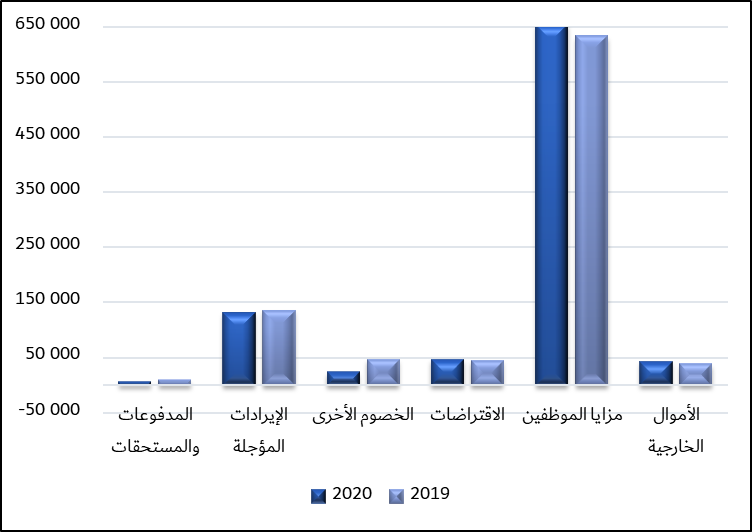 650 000
550 000
450 000
350 000
250 000
150 000
50 000
-50 000
المدفوعات
والمستحقات
الإيرادات
المؤجلة
الخصوم الأخرى
الاقتراضات
مزايا الموظفين
الأموال
الخارجية
2020
2019